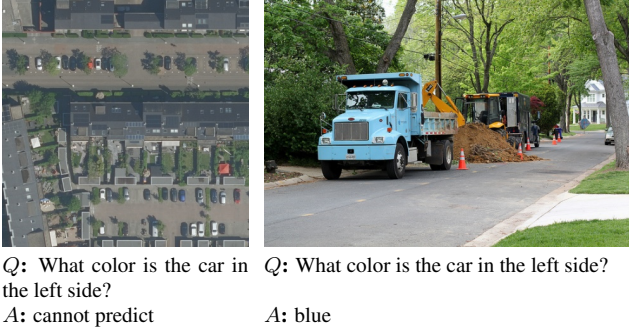 Q: What color is the car in
the left side?
A: cannot predict
Q: What color is the car in the left side?
A: blue